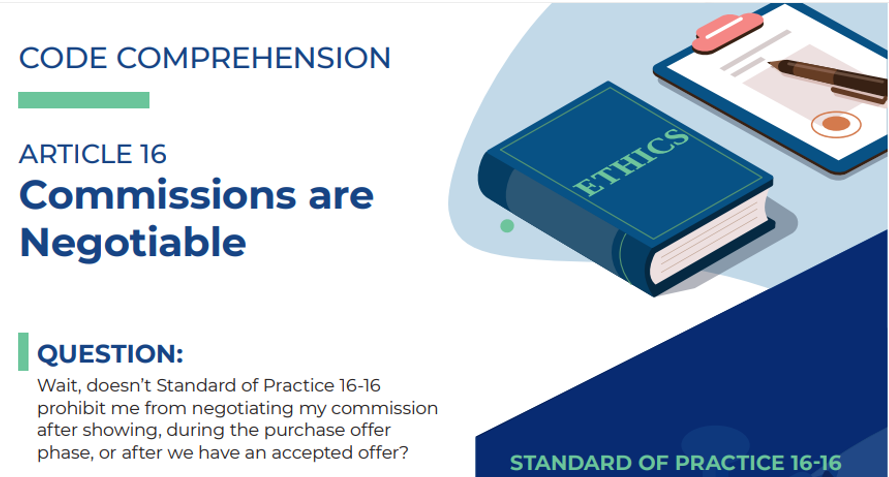 CODE COMPREHENSION
ARTICLE 16
Commissions are
Negotiable
ETHICS
QUESTION:
Wait, doesn’t Standard of Practice 16-16
prohibit me from negotiating my commission
after showing, during the purchase offer
phase, or after we have an accepted offer?
STANDARD OF PRACTICE 16-16